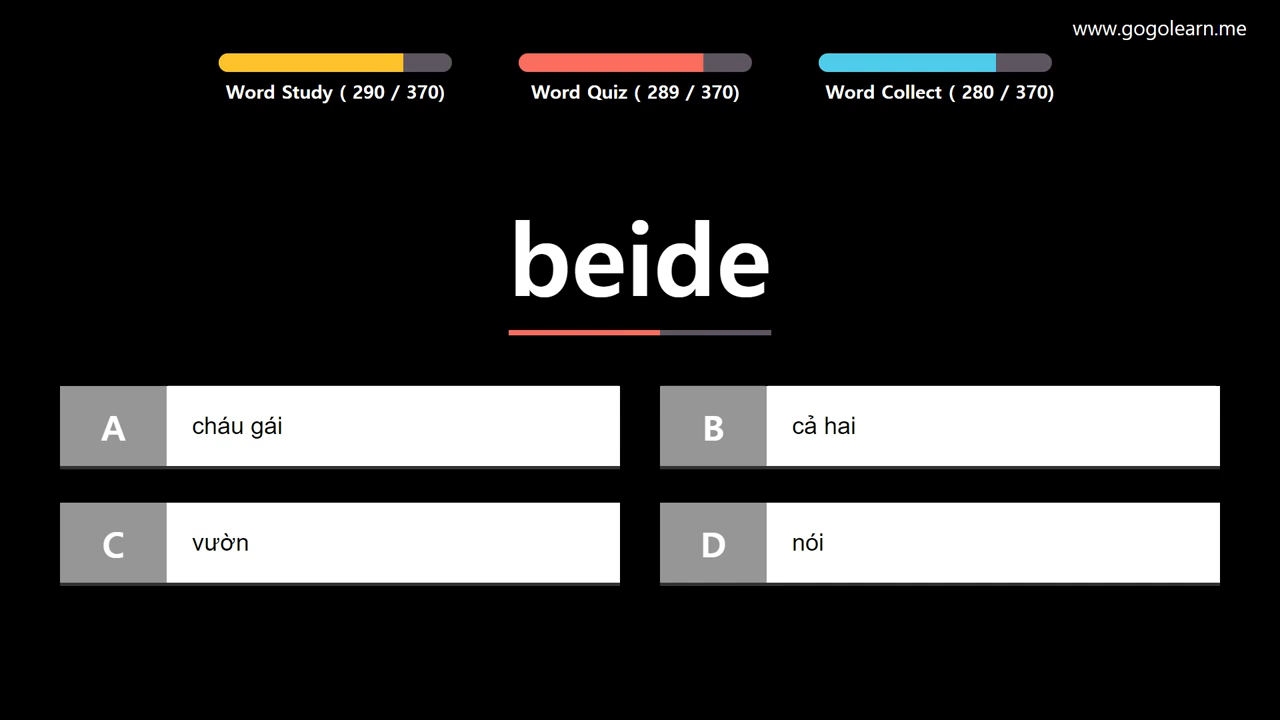 www.gogolearn.me
Word Study ( 290 / 370)
Word Quiz ( 289 / 370)
Word Collect ( 280 / 370)
beide
A cháu gái
B cả hai
C vườn
D nói